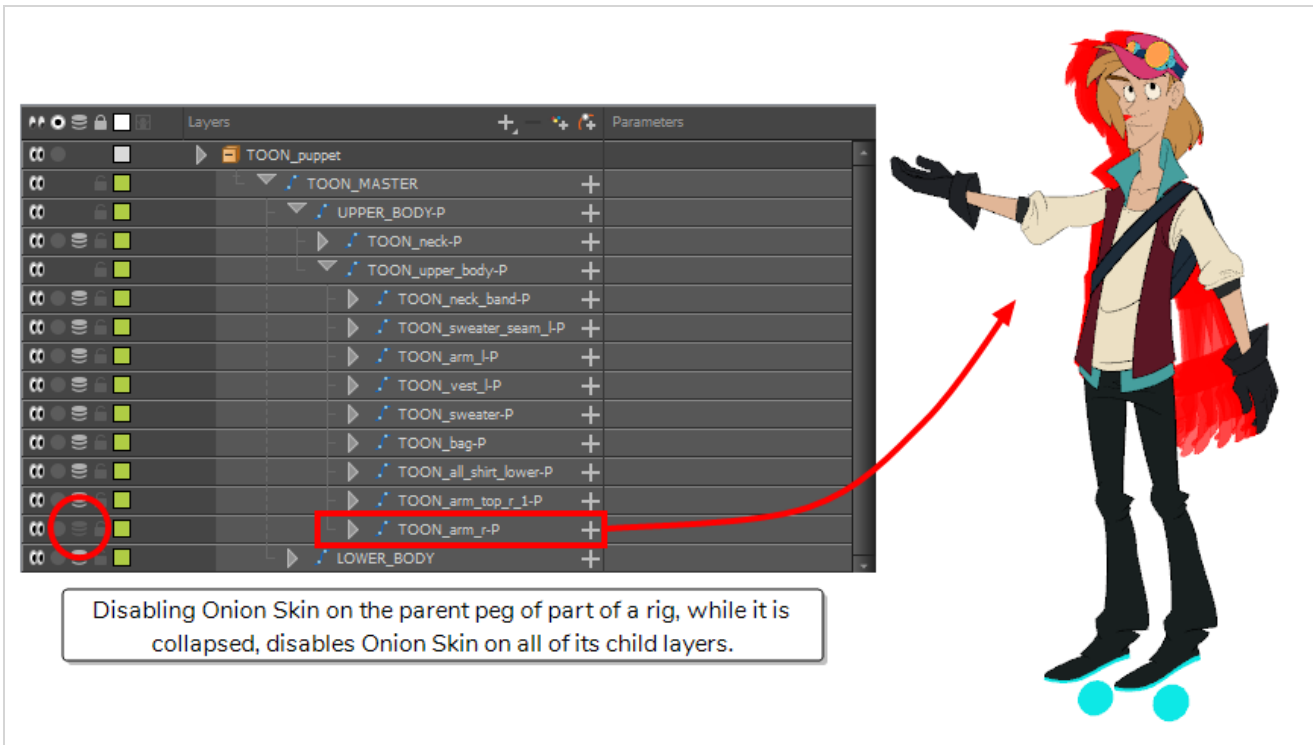 Layers Parameters
TOON_puppet
TOON_MASTER
UPPER_BODY-P
TOON_neck-P
TOON_upper_body-P
TOON_neck_band-P
TOON_sweater_seam_l-P
TOON_arm_l-P
TOON_vest_l-P
TOON_sweater-P
TOON_bag-P
TOON_all_shirt_lower-P
TOON_arm_top_r_1-P
TOON_arm_r-P
LOWER_BODY
Disabling Onion Skin on the parent peg of part of a rig, while it is
collapsed, disables Onion Skin on all of its child layers.